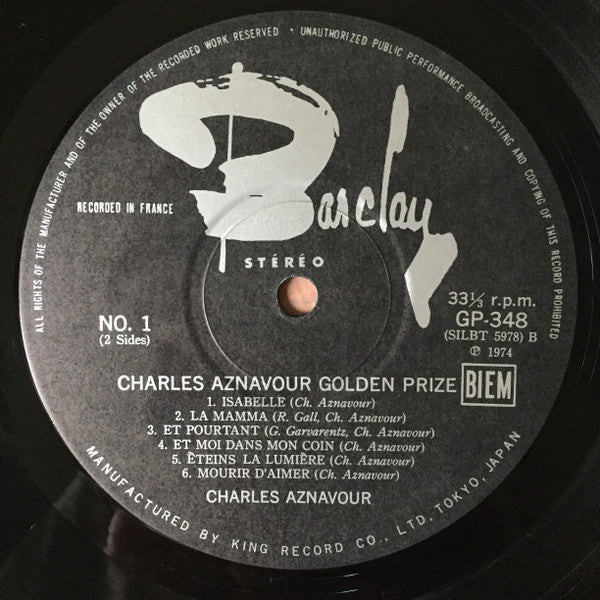 ALL RIGHTS OF THE MANUFACTURER AND OF THE OWNER OF THE RECORDED WORK RESERVED • UNAUTHORIZED PUBLIC PERFORMANCE BROADCASTING AND COPYING OF THIS RECORD PROHIBITED
Barclay
RECORDED IN FRANCE
STÉRÉO
33⅓ r.p.m.
NO. 1
GP-348
(2 Sides)
(SILBT 5978) B
℗ 1974
CHARLES AZNAVOUR GOLDEN PRIZE BIEM
1. ISABELLE (Ch. Aznavour)
2. LA MAMMA (R. Gall, Ch. Aznavour)
3. ET POURTANT (G. Garvarentz, Ch. Aznavour)
4. ET MOI DANS MON COIN (Ch. Aznavour)
5. ÈTEINS LA LUMIÈRE (Ch. Aznavour)
6. MOURIR D'AIMER (Ch. Aznavour)
CHARLES AZNAVOUR
MANUFACTURED BY KING RECORD CO., LTD. TOKYO, JAPAN